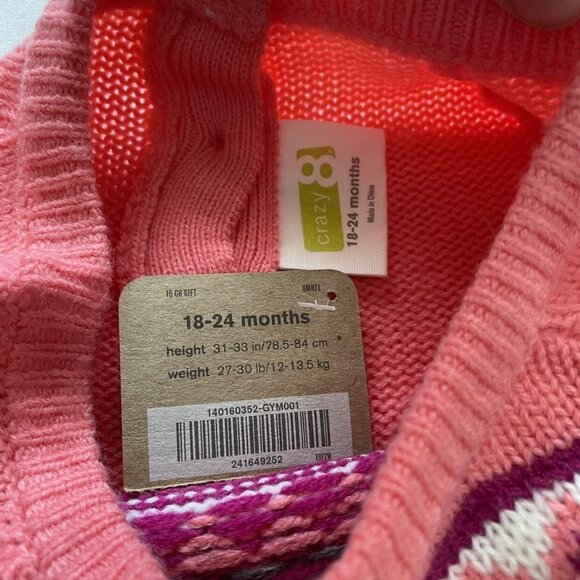 crazy 8
18-24 months
Made in China
16 C8 GIFT
18-24 months
height 31-33 in/78.5-84 cm
weight 27-30 lb/12-13.5 kg
140160352-GYM001
241649252